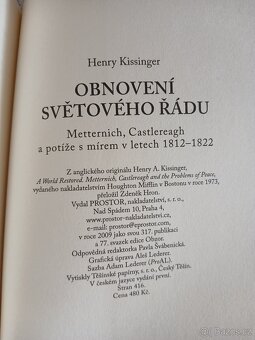 Henry Kissinger
OBNOVENÍ
SVĚTOVÉHO ŘÁDU
Metternich, Castlereagh
a potíže s mírem v letech 1812–1822
Z anglického originálu Henry A. Kissinger,
A World Restored. Metternich, Castlereagh and the Problems of Peace,
vydaného nakladatelstvím Houghton Mifflin v Bostonu v roce 1973,
přeložil Zdeněk Hron.
Vydal PROSTOR, nakladatelství, s. r. o.,
Nad Spádem 10, Praha 4,
www.prostor-nakladatelstvi.cz,
e-mail: prostor@eprostor.com,
v roce 2009 jako svou 317. publikaci
a 77. svazek edice Obzor.
Odpovědná redaktorka Pavla Švábenická.
Grafická úprava Aleš Lederer.
Sazba Adam Lederer (ProAL).
Vytiskly Těšínské papírny, s. r. o., Český Těšín.
V českém jazyce vydání první.
Stran 416.
Cena 480 Kč.